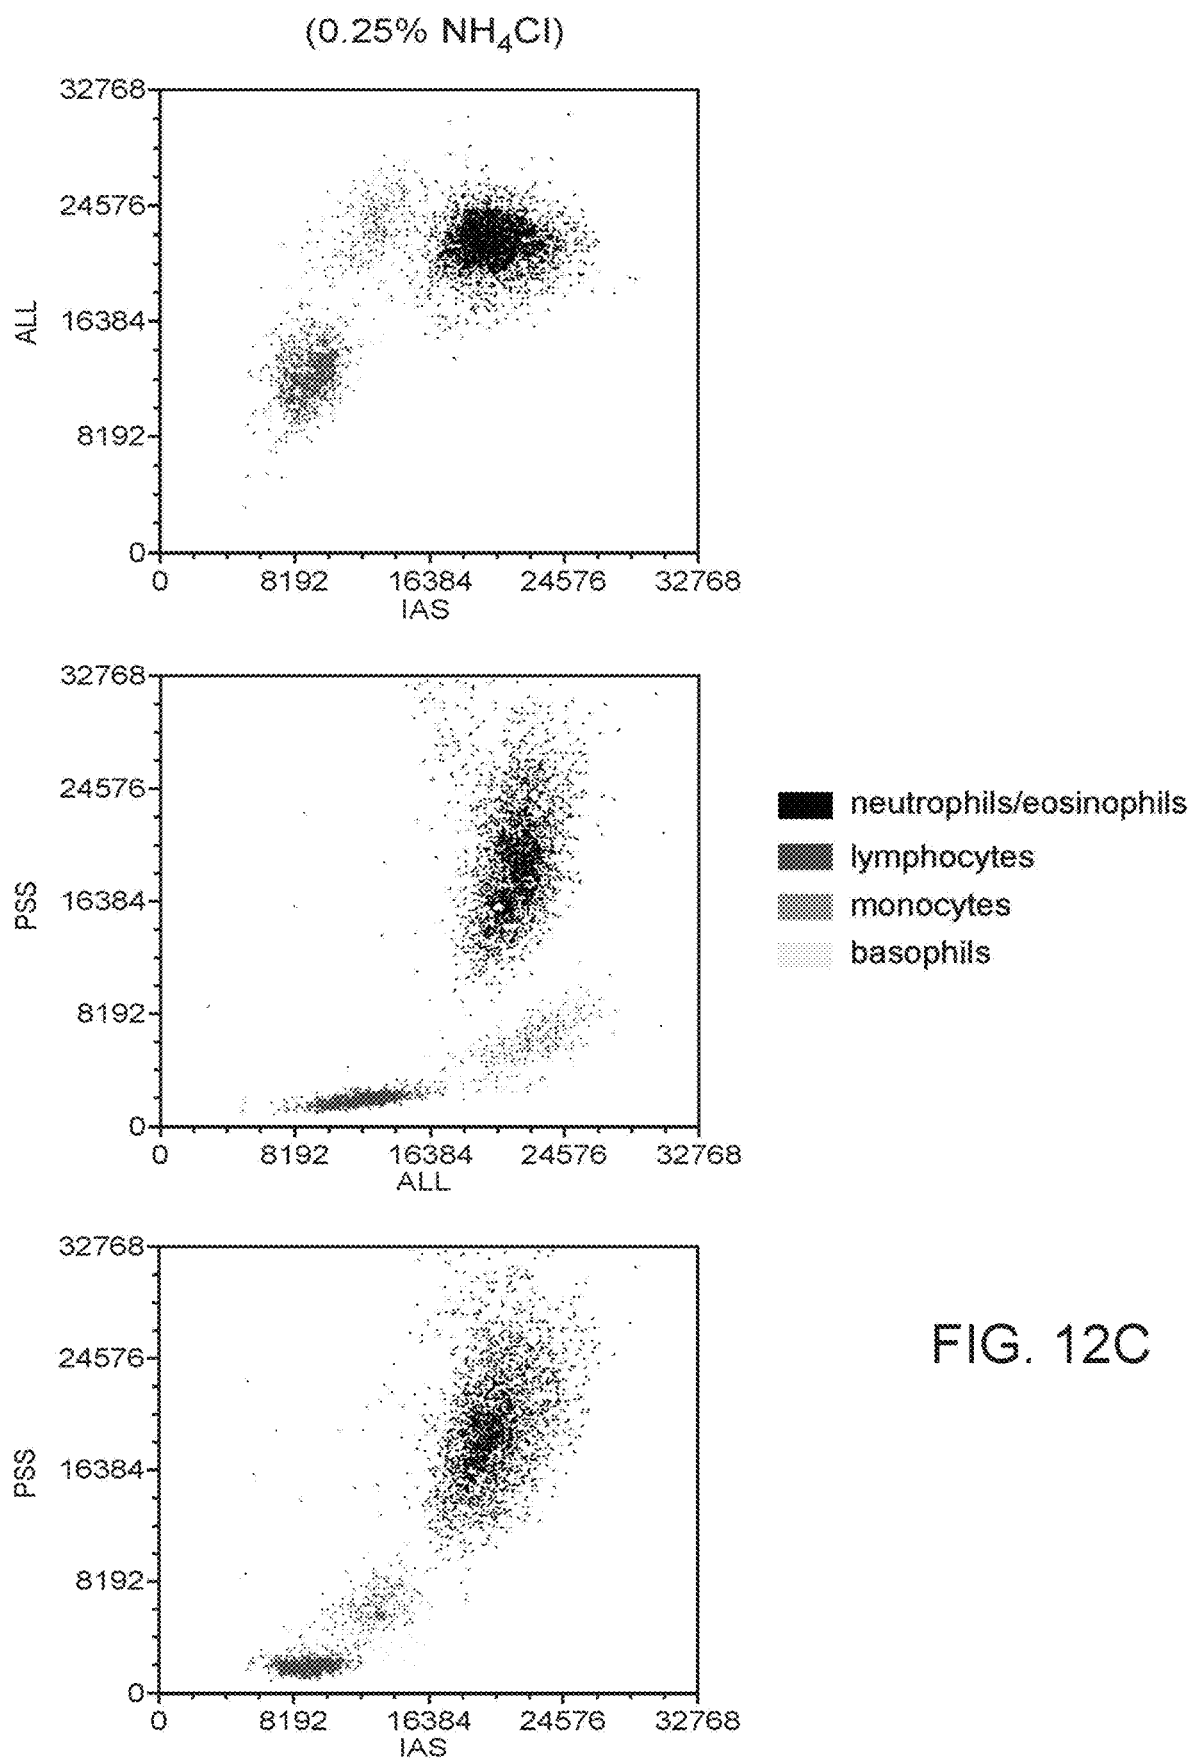 (0.25% NH₄Cl)
32768
24576
16384
8192
0
ALL
0 8192 16384 24576 32768
IAS
32768
24576
16384
8192
0
PSS
0 8192 16384 24576 32768
ALL
neutrophils/eosinophils
lymphocytes
monocytes
basophils
32768
24576
16384
8192
0
PSS
0 8192 16384 24576 32768
IAS
FIG. 12C